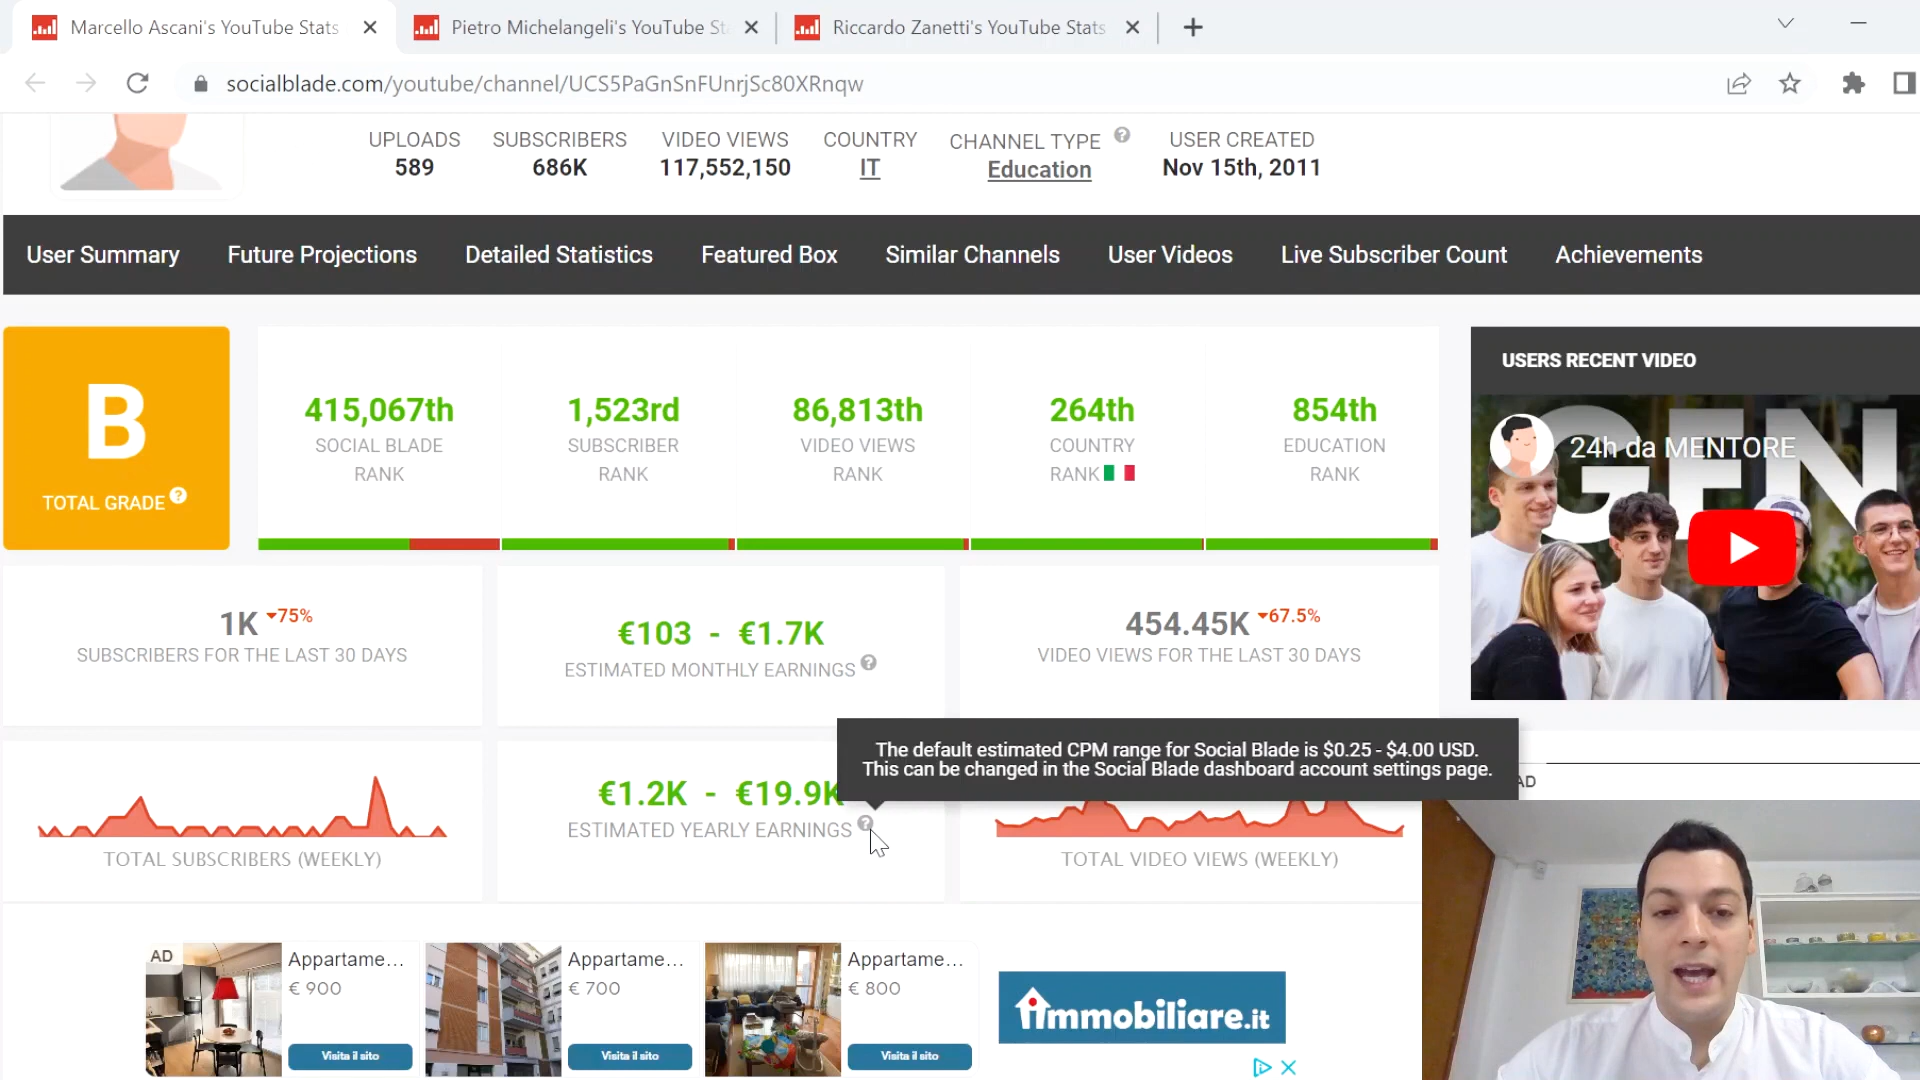 Marcello Ascani's YouTube Stats
Pietro Michelangeli's YouTube St
Riccardo Zanetti's YouTube Stats
socialblade.com/youtube/channel/UCS5PaGnSnFUnrjSc80XRnqw
UPLOADS
589
SUBSCRIBERS
686K
VIDEO VIEWS
117,552,150
COUNTRY
IT
CHANNEL TYPE ?
Education
USER CREATED
Nov 15th, 2011
User Summary
Future Projections
Detailed Statistics
Featured Box
Similar Channels
User Videos
Live Subscriber Count
Achievements
B
TOTAL GRADE ?
415,067th
SOCIAL BLADE
RANK
1,523rd
SUBSCRIBER
RANK
86,813th
VIDEO VIEWS
RANK
264th
COUNTRY
RANK
854th
EDUCATION
RANK
USERS RECENT VIDEO
GEN
24h da MENTORE
1K 75%
SUBSCRIBERS FOR THE LAST 30 DAYS
€103 - €1.7K
ESTIMATED MONTHLY EARNINGS ?
454.45K 67.5%
VIDEO VIEWS FOR THE LAST 30 DAYS
The default estimated CPM range for Social Blade is $0.25 - $4.00 USD.
This can be changed in the Social Blade dashboard account settings page.
AD
TOTAL SUBSCRIBERS (WEEKLY)
€1.2K - €19.9K
ESTIMATED YEARLY EARNINGS ?
TOTAL VIDEO VIEWS (WEEKLY)
AD
Appartame...
€ 900
Visita il sito
Appartame...
€ 700
Visita il sito
Appartame...
€ 800
Visita il sito
immobiliare.it